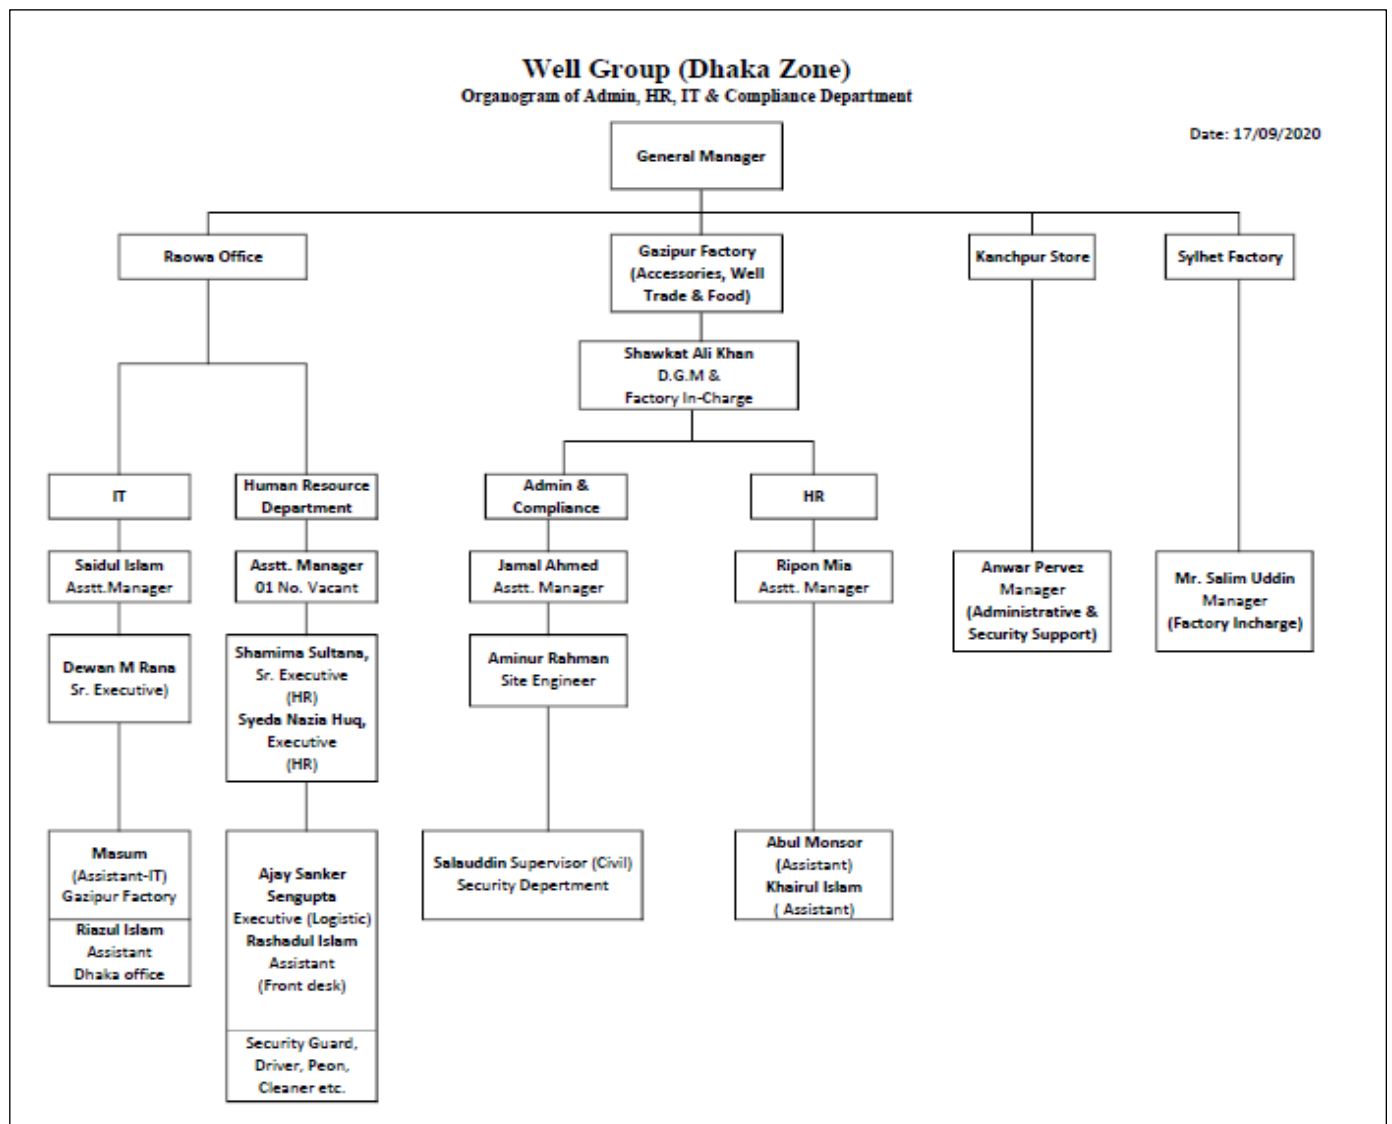 Well Group (Dhaka Zone)
Organogram of Admin, HR, IT & Compliance Department
Date: 17/09/2020
General Manager
Raowa Office
Gazipur Factory
(Accessories, Well
Trade & Food)
Kanchpur Store
Sylhet Factory
Shawkat Ali Khan
D.G.M &
Factory In-Charge
IT
Human Resource
Department
Admin &
Compliance
HR
Saidul Islam
Asstt.Manager
Asstt. Manager
01 No. Vacant
Jamal Ahmed
Asstt. Manager
Ripon Mia
Asstt. Manager
Anwar Pervez
Manager
(Administrative &
Security Support)
Mr. Salim Uddin
Manager
(Factory Incharge)
Dewan M Rana
Sr. Executive)
Shamima Sultana,
Sr. Executive
(HR)
Syeda Nazia Huq,
Executive
(HR)
Aminur Rahman
Site Engineer
Masum
(Assistant-IT)
Gazipur Factory
Riazul Islam
Assistant
Dhaka office
Ajay Sanker
Sengupta
Executive (Logistic)
Rashadul Islam
Assistant
(Front desk)
Security Guard,
Driver, Peon,
Cleaner etc.
Salauddin Supervisor (Civil)
Security Depertment
Abul Monsor
(Assistant)
Khairul Islam
( Assistant)